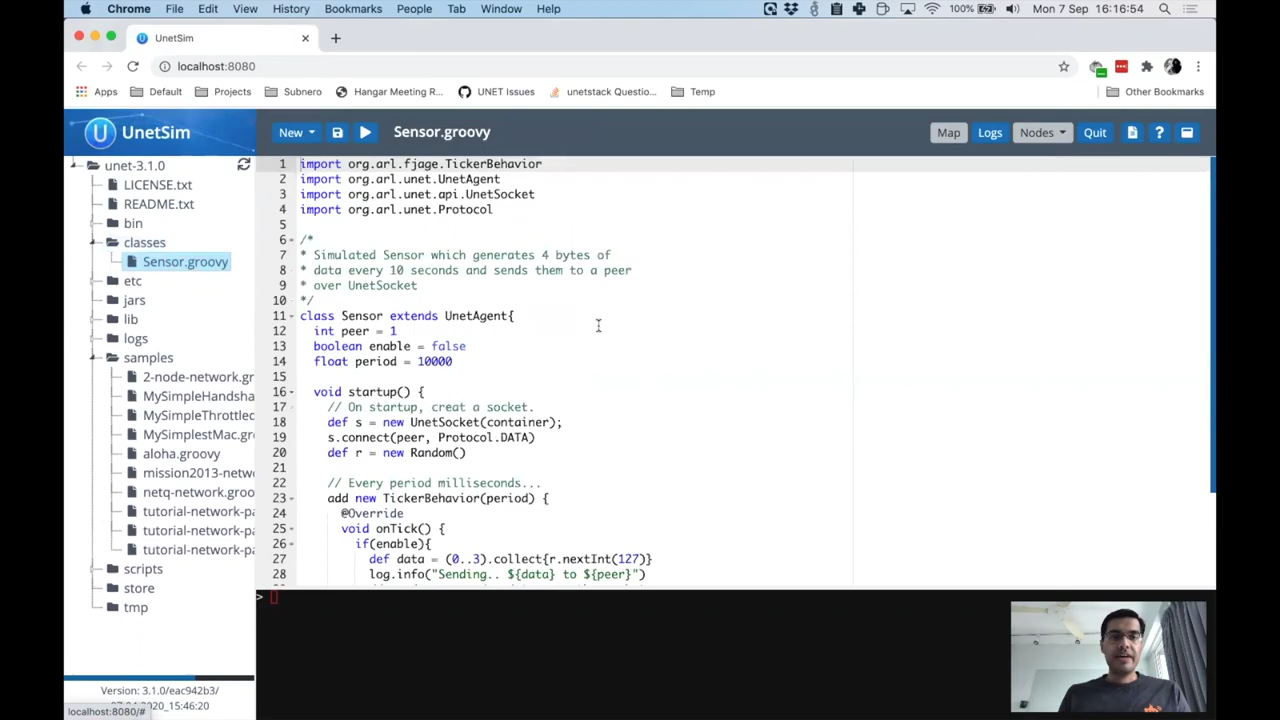 Chrome File Edit View History Bookmarks People Tab Window Help 100% Mon 7 Sep 16:16:54
UnetSim
localhost:8080
Apps Default Projects Subnero Hangar Meeting R... UNET Issues unetstack Questio... Temp Other Bookmarks
UnetSim New Sensor.groovy Map Logs Nodes Quit ?
unet-3.1.0
LICENSE.txt
README.txt
bin
classes
Sensor.groovy
etc
jars
lib
logs
samples
2-node-network.gr
MySimpleHandsha
MySimpleThrottled
MySimplestMac.gr
aloha.groovy
mission2013-netw
netq-network.groo
tutorial-network-pa
tutorial-network-pa
tutorial-network-pa
scripts
store
tmp
Version: 3.1.0/eac942b3/
localhost:8080/#
1 import org.arl.fjage.TickerBehavior
2 import org.arl.unet.UnetAgent
3 import org.arl.unet.api.UnetSocket
4 import org.arl.unet.Protocol
5
6 /*
7 * Simulated Sensor which generates 4 bytes of
8 * data every 10 seconds and sends them to a peer
9 * over UnetSocket
10 */
11 class Sensor extends UnetAgent{
12 int peer = 1
13 boolean enable = false
14 float period = 10000
15
16 void startup() {
17 // On startup, creat a socket.
18 def s = new UnetSocket(container);
19 s.connect(peer, Protocol.DATA)
20 def r = new Random()
21
22 // Every period milliseconds...
23 add new TickerBehavior(period) {
24 @Override
25 void onTick() {
26 if(enable){
27 def data = (0..3).collect{r.nextInt(127)}
28 log.info("Sending.. ${data} to ${peer}")
>